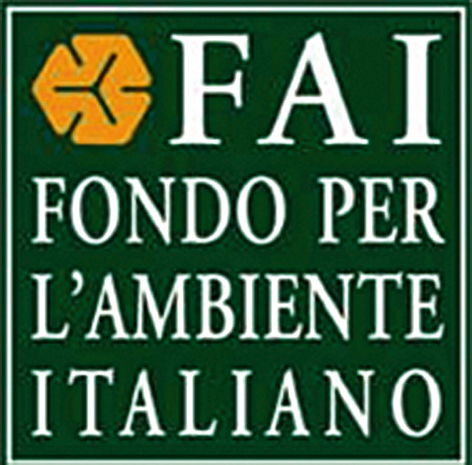 FAI
FONDO PER
L'AMBIENTE
ITALIANO